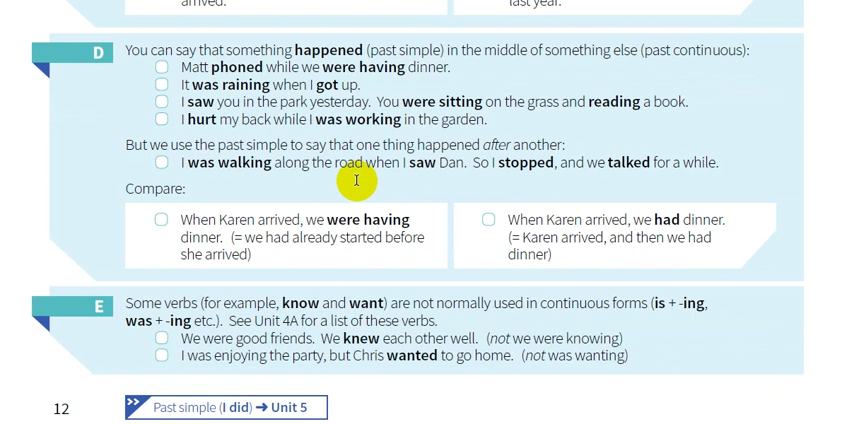 arrived.
last year.
D
You can say that something happened (past simple) in the middle of something else (past continuous):
Matt phoned while we were having dinner.
It was raining when I got up.
I saw you in the park yesterday. You were sitting on the grass and reading a book.
I hurt my back while I was working in the garden.
But we use the past simple to say that one thing happened after another:
I was walking along the road when I saw Dan. So I stopped, and we talked for a while.
Compare:
When Karen arrived, we were having
dinner. (= we had already started before
she arrived)
When Karen arrived, we had dinner.
(= Karen arrived, and then we had
dinner)
E
Some verbs (for example, know and want) are not normally used in continuous forms (is + -ing,
was + -ing etc.). See Unit 4A for a list of these verbs.
We were good friends. We knew each other well. (not we were knowing)
I was enjoying the party, but Chris wanted to go home. (not was wanting)
12
>> Past simple (I did) ➜ Unit 5